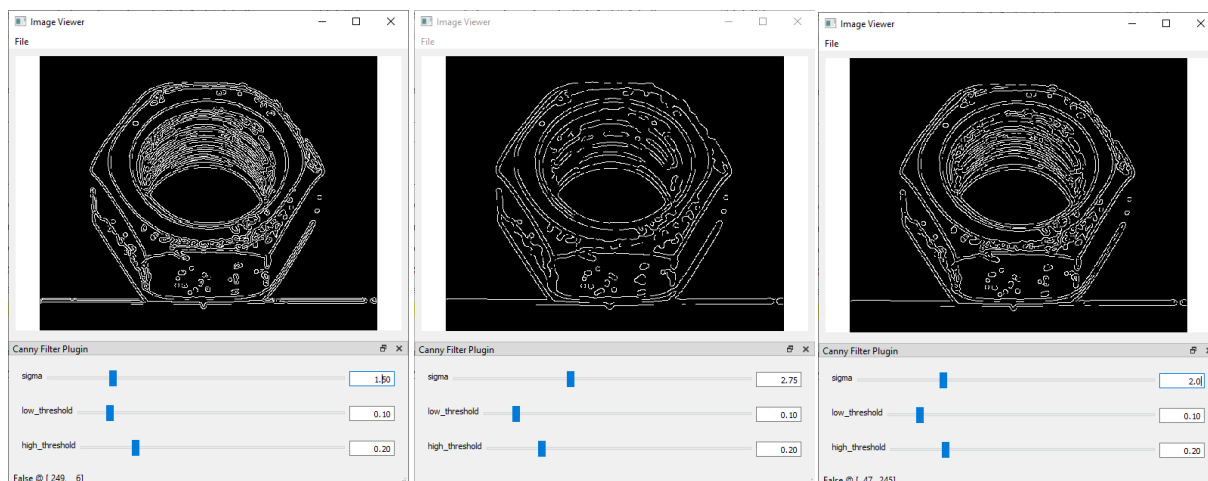 Image Viewer
File
Canny Filter Plugin
sigma 1.50
low_threshold 0.10
high_threshold 0.20
False @ [ 249, 6]
Image Viewer
File
Canny Filter Plugin
sigma 2.75
low_threshold 0.10
high_threshold 0.20
Image Viewer
File
Canny Filter Plugin
sigma 2.0
low_threshold 0.10
high_threshold 0.20
False @ [ 47, 245]